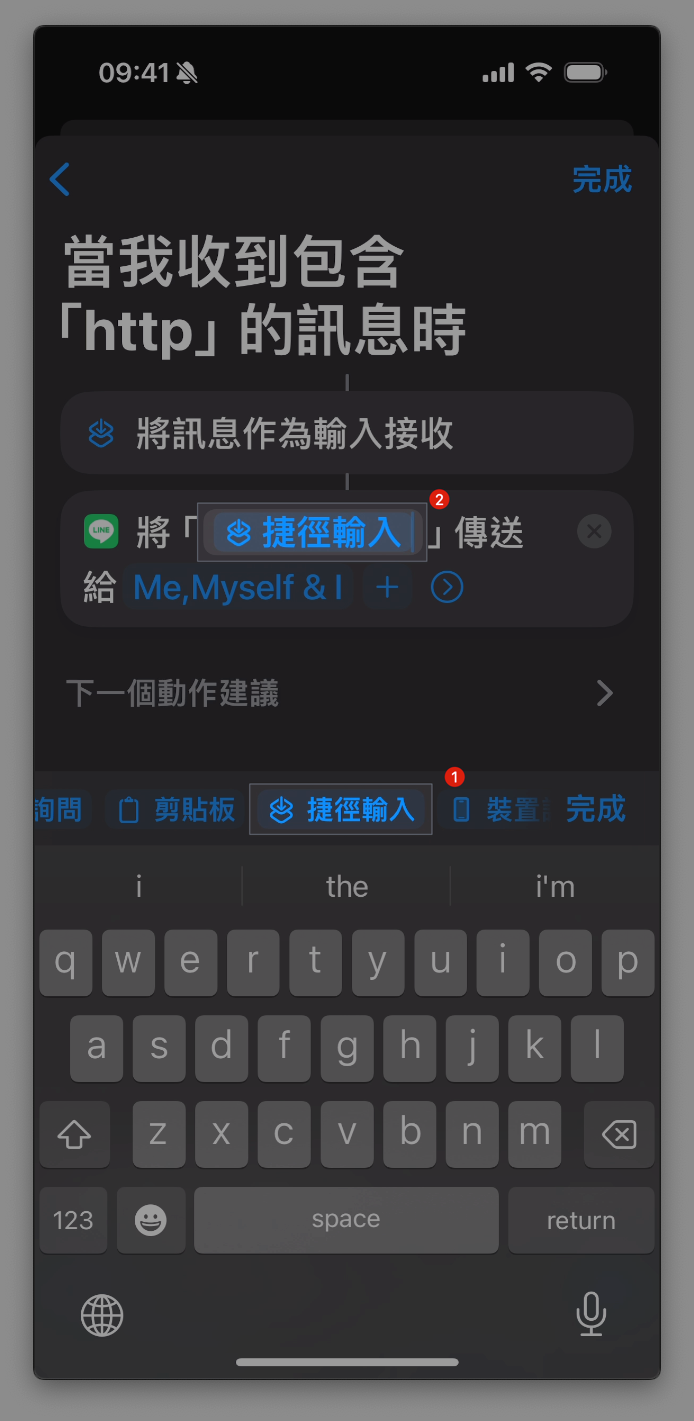 09:41
完成
當我收到包含
「http」的訊息時
將訊息作為輸入接收
2
LINE 將「捷徑輸入」傳送
給 Me,Myself & I +
下一個動作建議
1
詢問 剪貼板 捷徑輸入 裝置 完成
i the i'm
q w e r t y u i o p
a s d f g h j k l
z x c v b n m
123 space return